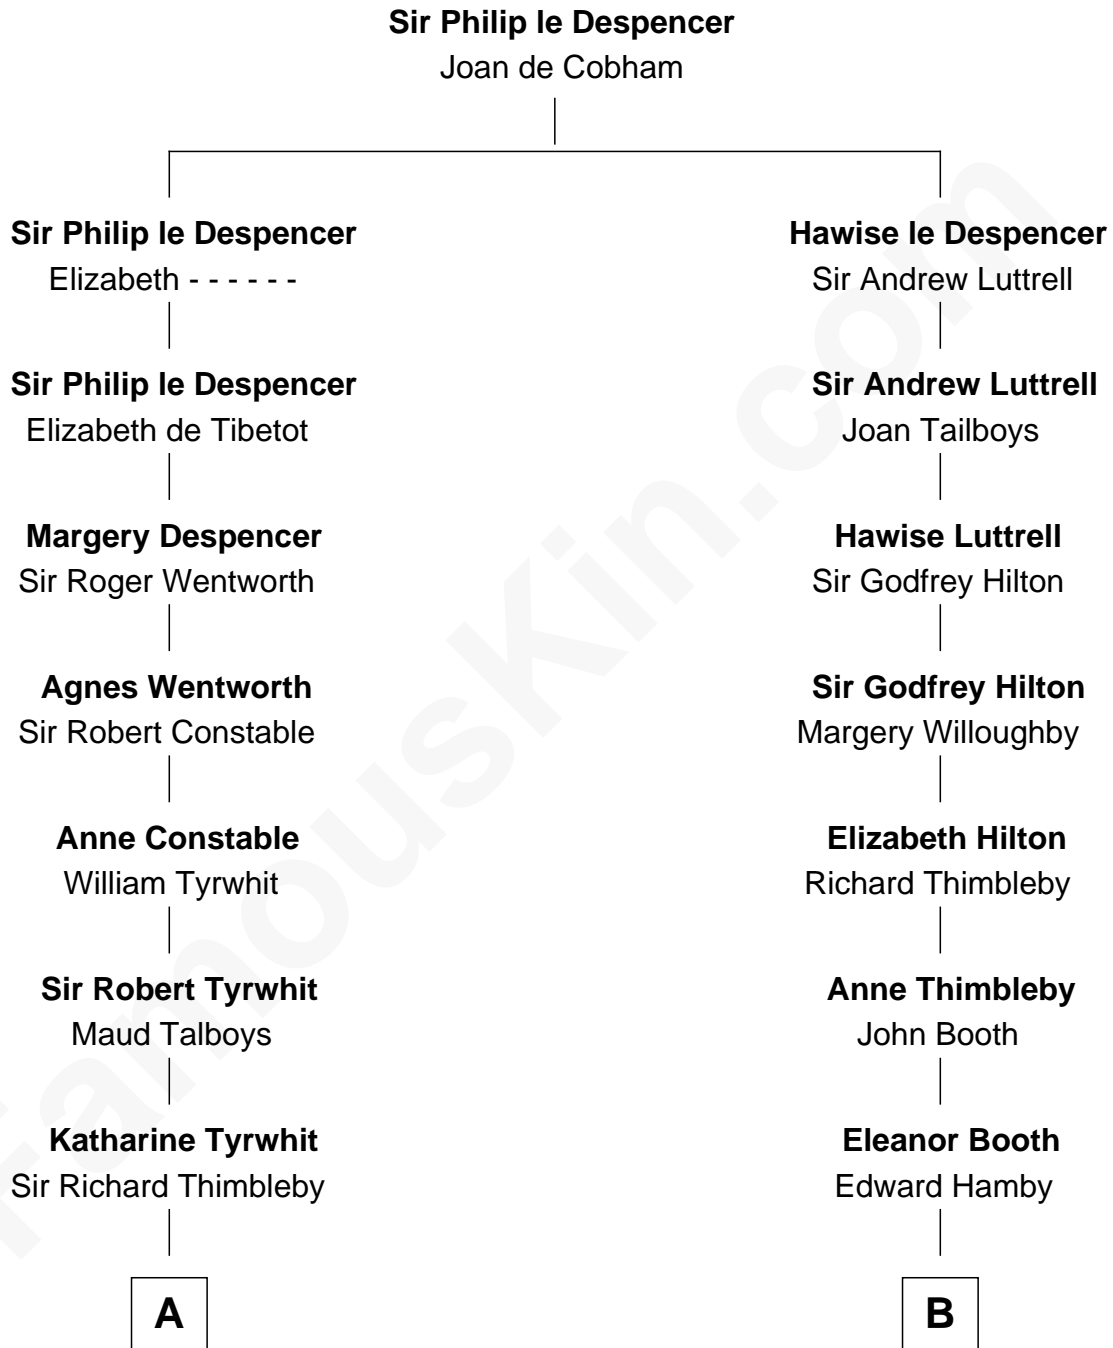 Sir Philip le Despencer
Joan de Cobham
Sir Philip le Despencer
Elizabeth - - - - - -
Hawise le Despencer
Sir Andrew Luttrell
Sir Philip le Despencer
Elizabeth de Tibetot
Sir Andrew Luttrell
Joan Tailboys
Margery Despencer
Sir Roger Wentworth
Hawise Luttrell
Sir Godfrey Hilton
Agnes Wentworth
Sir Robert Constable
Sir Godfrey Hilton
Margery Willoughby
Anne Constable
William Tyrwhit
Elizabeth Hilton
Richard Thimbleby
Sir Robert Tyrwhit
Maud Talboys
Anne Thimbleby
John Booth
Katharine Tyrwhit
Sir Richard Thimbleby
Eleanor Booth
Edward Hamby
A
B
FamousKin.com